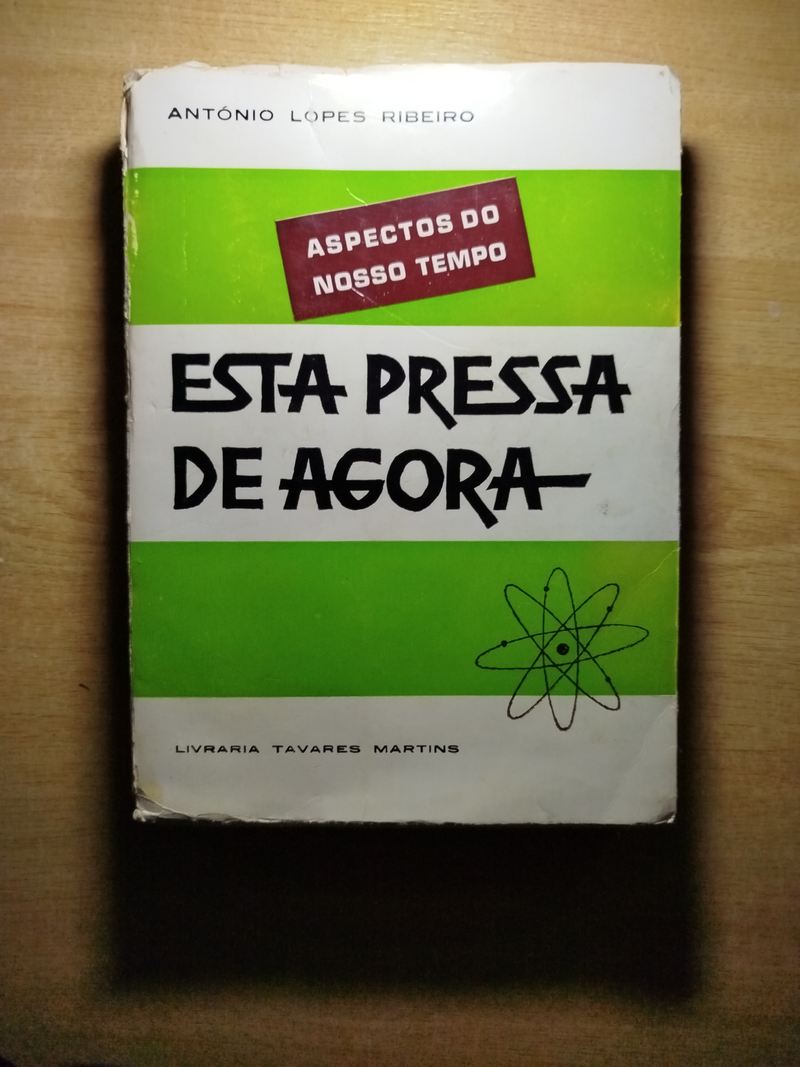 ANTÓNIO LOPES RIBEIRO
ASPECTOS DO
NOSSO TEMPO
ESTA PRESSA
DE AGORA
LIVRARIA TAVARES MARTINS